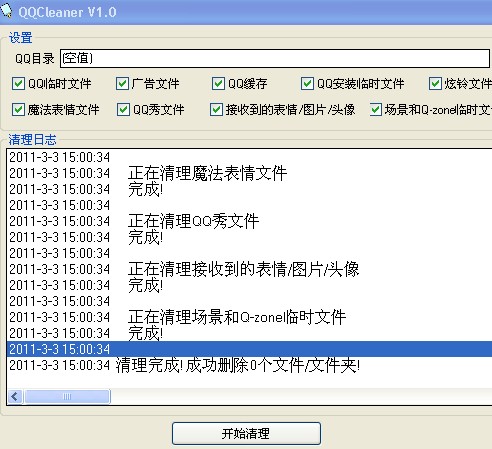 QQCleaner V1.0
设置
QQ目录 (空值)
QQ临时文件 广告文件 QQ缓存 QQ安装临时文件 炫铃文件
魔法表情文件 QQ秀文件 接收到的表情/图片/头像 场景和Q-zone临时文
清理日志
2011-3-3 15:00:34
2011-3-3 15:00:34 正在清理魔法表情文件
2011-3-3 15:00:34 完成!
2011-3-3 15:00:34
2011-3-3 15:00:34 正在清理QQ秀文件
2011-3-3 15:00:34 完成!
2011-3-3 15:00:34
2011-3-3 15:00:34 正在清理接收到的表情/图片/头像
2011-3-3 15:00:34 完成!
2011-3-3 15:00:34
2011-3-3 15:00:34 正在清理场景和Q-zonel临时文件
2011-3-3 15:00:34 完成!
2011-3-3 15:00:34
2011-3-3 15:00:34 清理完成! 成功删除0个文件/文件夹!
开始清理